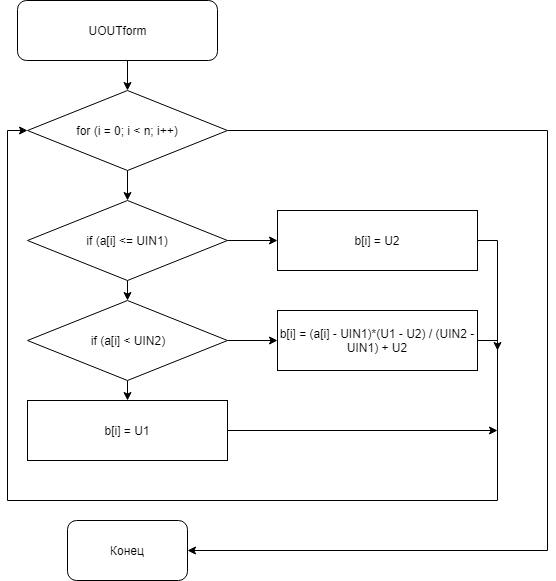 UOUTform
for (i = 0; i < n; i++)
if (a[i] <= UIN1)
b[i] = U2
if (a[i] < UIN2)
b[i] = (a[i] - UIN1)*(U1 - U2) / (UIN2 -
UIN1) + U2
b[i] = U1
Конец